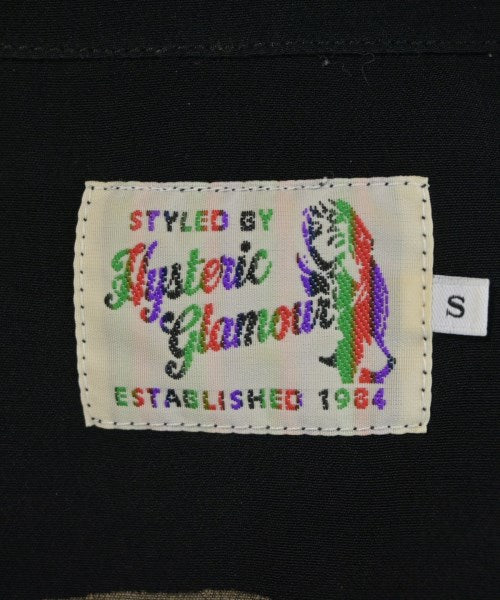 STYLED BY
Hysteric
Glamour
ESTABLISHED 1984
S